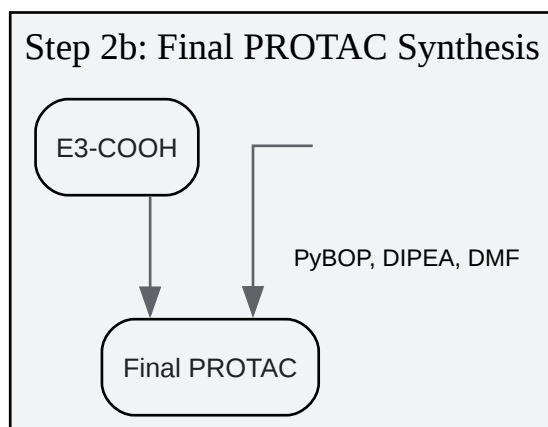 Step 2b: Final PROTAC Synthesis
E3-COOH
PyBOP, DIPEA, DMF
Final PROTAC